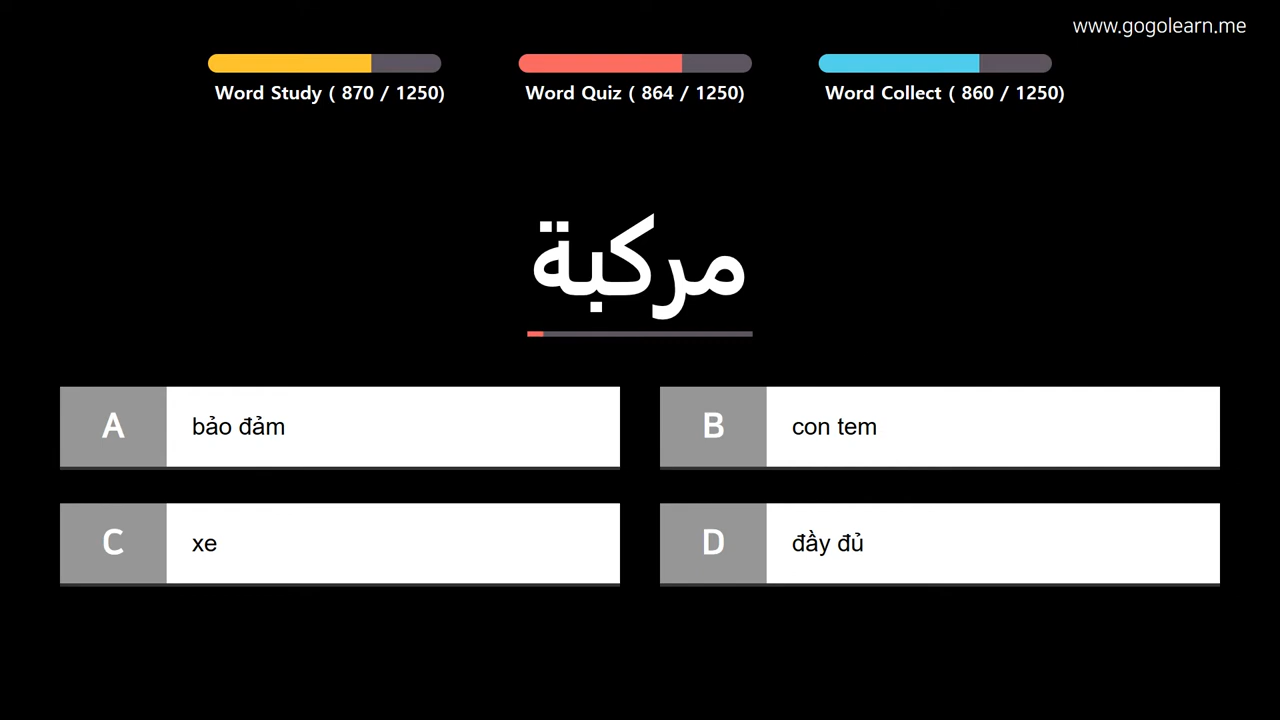 www.gogolearn.me
Word Study ( 870 / 1250)
Word Quiz ( 864 / 1250)
Word Collect ( 860 / 1250)
مركبة
A bảo đảm
B con tem
C xe
D đầy đủ